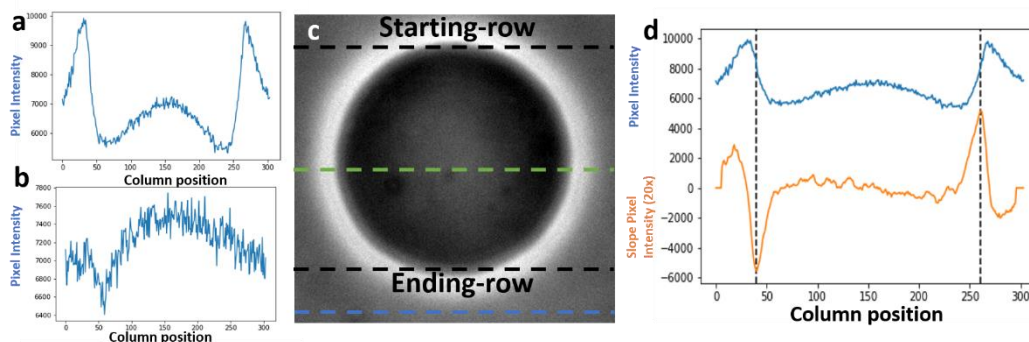 a
Pixel Intensity
10000
9000
8000
7000
6000
0 50 100 150 200 250 300
Column position
b
Pixel Intensity
7800
7600
7400
7200
7000
6800
6600
6400
0 50 100 150 200 250 300
Column position
c
Starting-row
Ending-row
d
Pixel Intensity
Slope Pixel
Intensity (20x)
10000
8000
6000
4000
2000
0
−2000
−4000
−6000
0 50 100 150 200 250 300
Column position